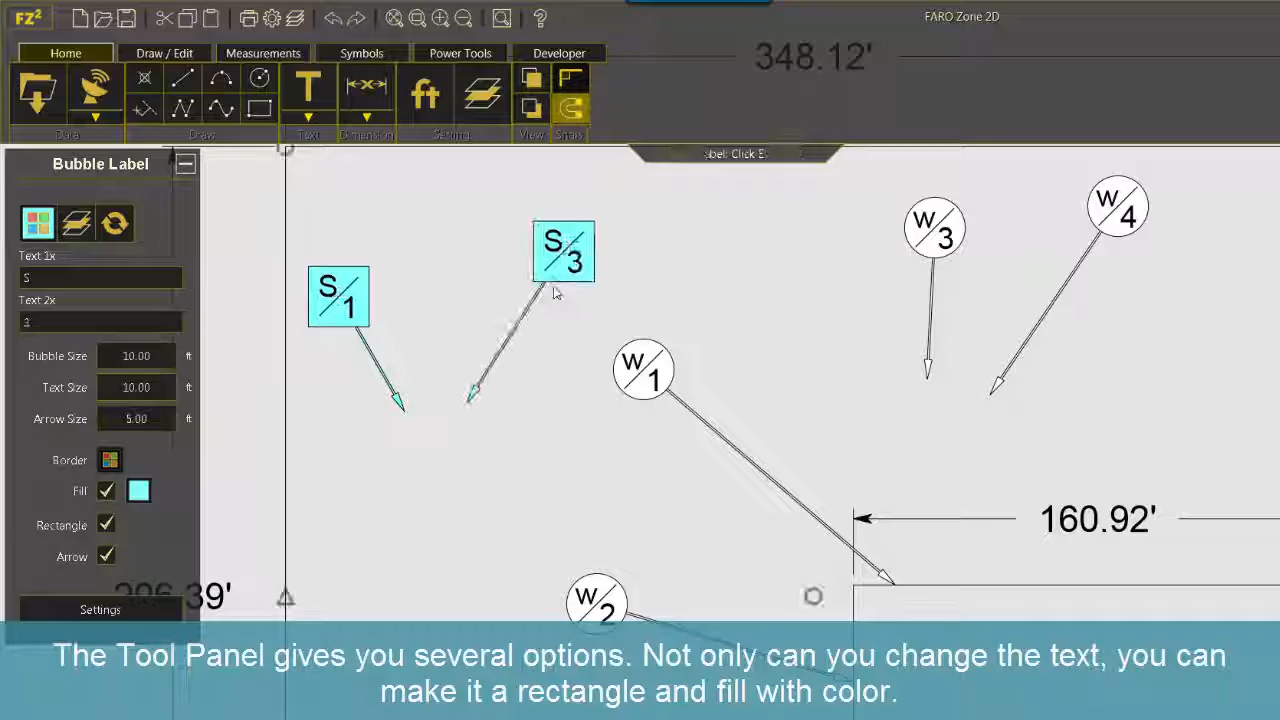 FZ²
FARO Zone 2D
Home
Draw / Edit
Measurements
Symbols
Power Tools
Developer
348.12'
T
ft
Data
Draw
Text
Dimension
Setting
View
Snaps
Bubble Label
abel: Click E
Text 1x
S
Text 2x
3
Bubble Size 10.00 ft
Text Size 10.00 ft
Arrow Size 5.00 ft
Border
Fill
Rectangle
Arrow
Settings
S/1
S/3
W/1
W/2
W/3
W/4
160.92'
39'
The Tool Panel gives you several options. Not only can you change the text, you can
make it a rectangle and fill with color.